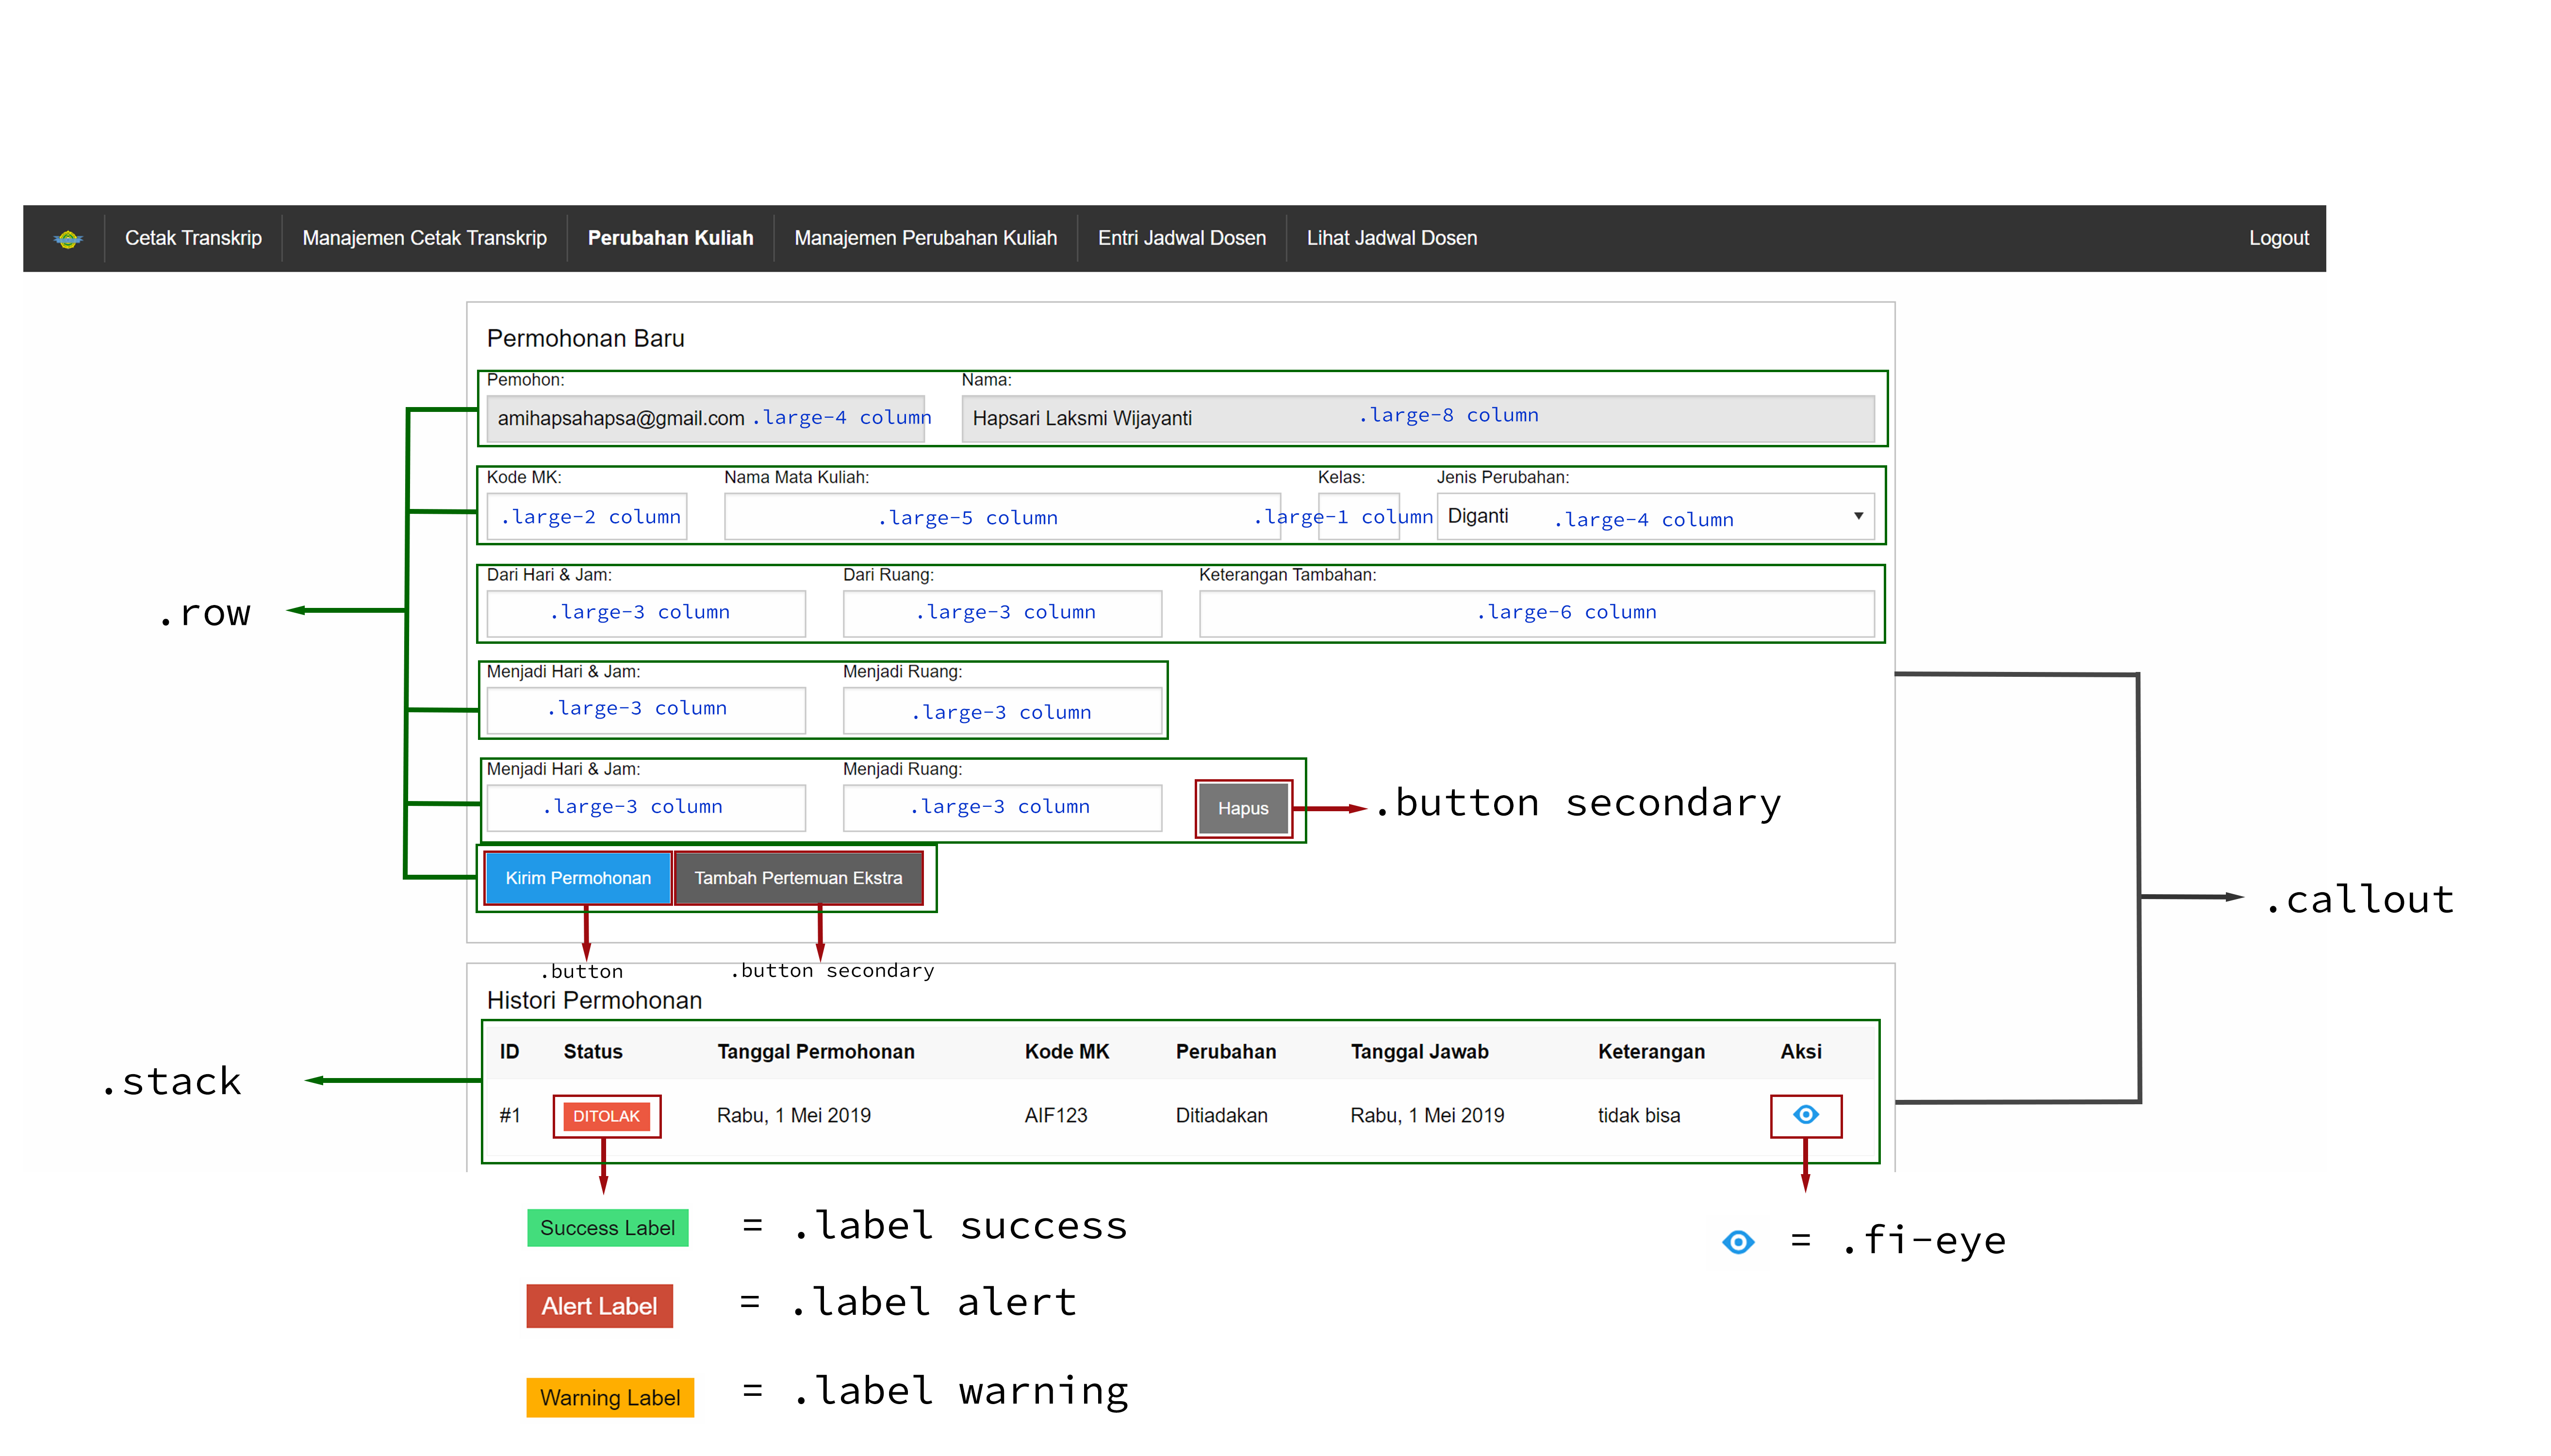 Cetak Transkrip Manajemen Cetak Transkrip Perubahan Kuliah Manajemen Perubahan Kuliah Entri Jadwal Dosen Lihat Jadwal Dosen Logout
Permohonan Baru
Pemohon: Nama:
amihapsahapsa@gmail.com .large-4 column Hapsari Laksmi Wijayanti .large-8 column
Kode MK: Nama Mata Kuliah: Kelas: Jenis Perubahan:
.large-2 column .large-5 column .large-1 column Diganti .large-4 column
Dari Hari & Jam: Dari Ruang: Keterangan Tambahan:
.large-3 column .large-3 column .large-6 column
.row
Menjadi Hari & Jam: Menjadi Ruang:
.large-3 column .large-3 column
Menjadi Hari & Jam: Menjadi Ruang:
.large-3 column .large-3 column Hapus .button secondary
Kirim Permohonan Tambah Pertemuan Ekstra
.callout
.button .button secondary
Histori Permohonan
ID Status Tanggal Permohonan Kode MK Perubahan Tanggal Jawab Keterangan Aksi
.stack
#1 DITOLAK Rabu, 1 Mei 2019 AIF123 Ditiadakan Rabu, 1 Mei 2019 tidak bisa
Success Label = .label success
= .fi-eye
Alert Label = .label alert
Warning Label = .label warning